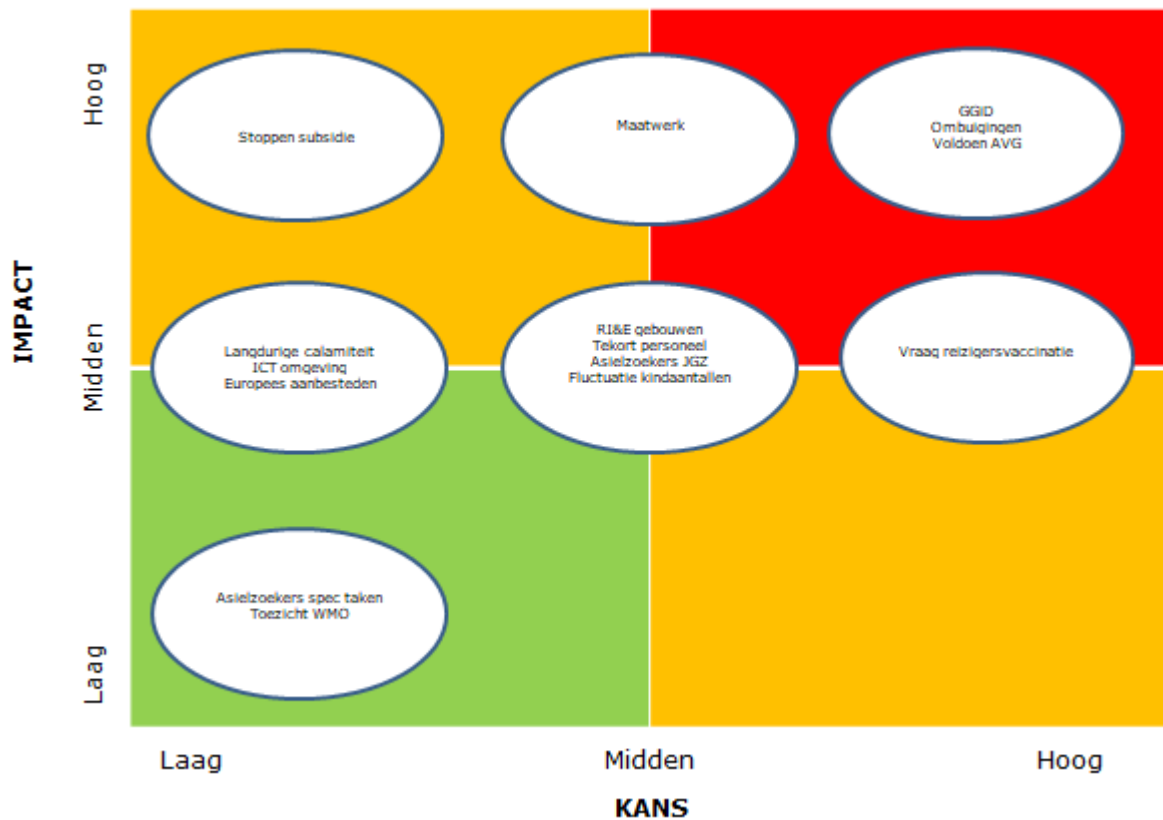 Hoog
Stoppen subsidie
Maatwerk
GGiD
Ombuigingen
Voldoen AVG
IMPACT
Midden
Langdurige calamiteit
ICT omgeving
Europees aanbesteden
RI&E gebouwen
Tekort personeel
Asielzoekers JGZ
Fluctuatie kindaantallen
Vraag reizigersvaccinatie
Asielzoekers spec taken
Toezicht WMO
Laag
Laag
Midden
Hoog
KANS